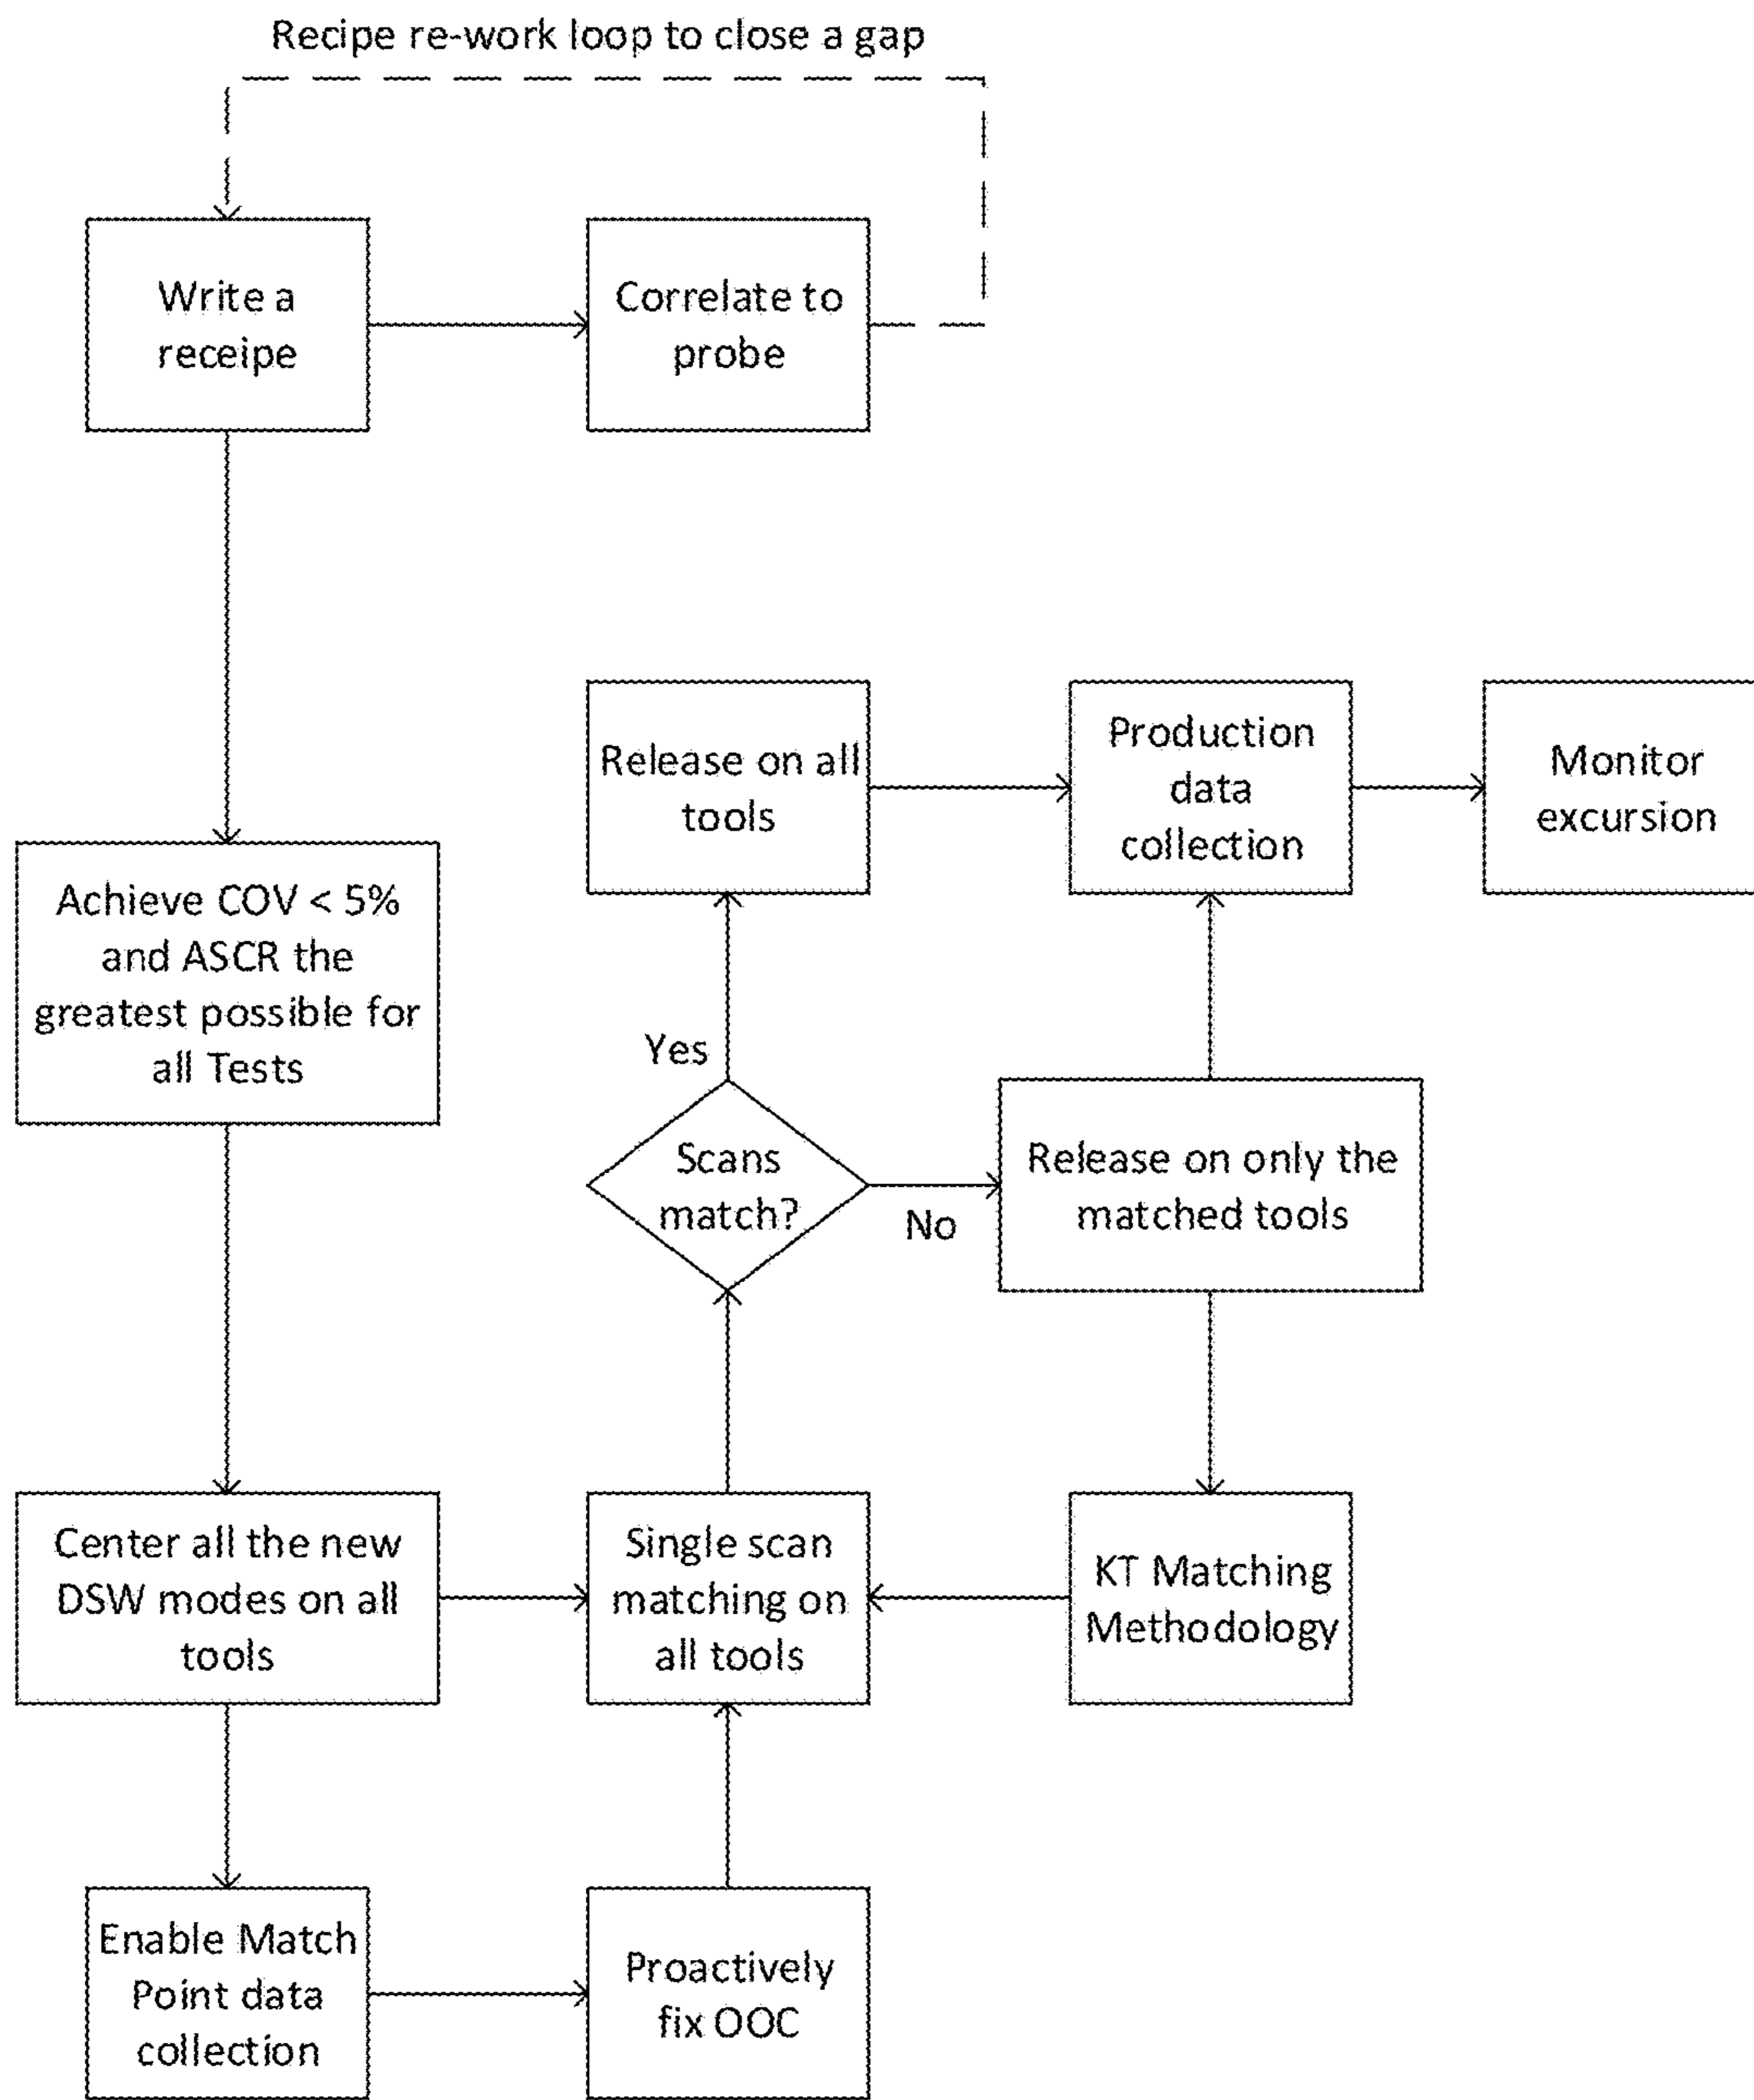 Recipe re-work loop to close a gap
Write a
receipe
Correlate to
probe
Release on all
tools
Production
data
collection
Monitor
excursion
Achieve COV < 5%
and ASCR the
greatest possible for
all Tests
Yes
Scans
match?
No
Release on only the
matched tools
Center all the new
DSW modes on all
tools
Single scan
matching on
all tools
KT Matching
Methodology
Enable Match
Point data
collection
Proactively
fix OOC